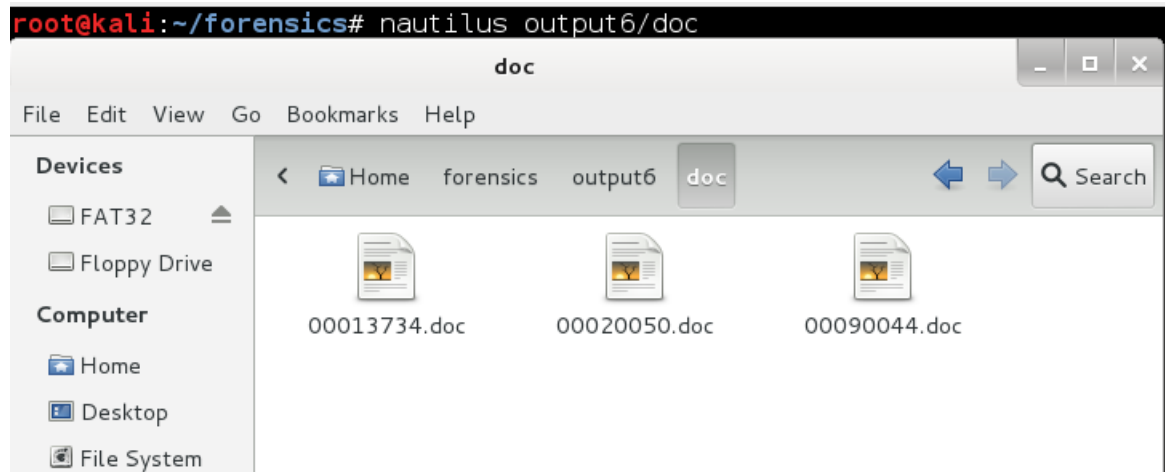 root@kali:~/forensics# nautilus output6/doc
doc
File Edit View Go Bookmarks Help
Devices
FAT32
Floppy Drive
Computer
Home
Desktop
File System
Home forensics output6 doc Search
00013734.doc 00020050.doc 00090044.doc